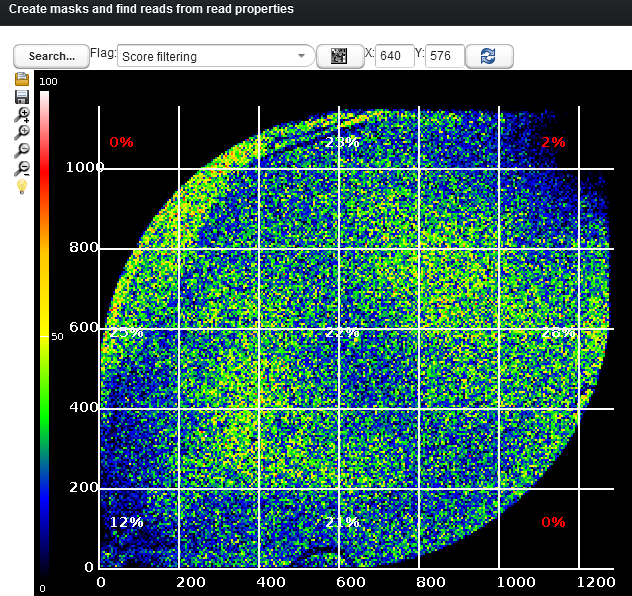 Create masks and find reads from read properties
Search... Flag: Score filtering X: 640 Y: 576
100
0% 23% 2%
1000
800
50
600 25% 27% 26%
400
200
12% 21% 0%
0
0 200 400 600 800 1000 1200
0